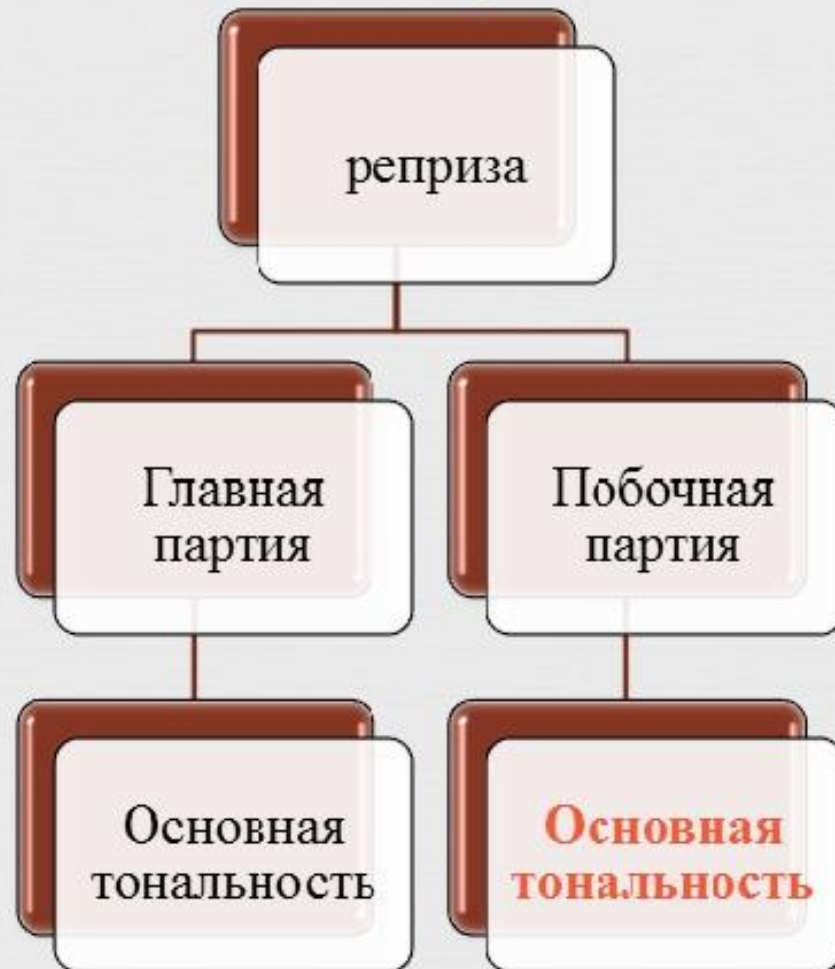 реприза
Главная
партия
Побочная
партия
Основная
тональность
Основная
тональность